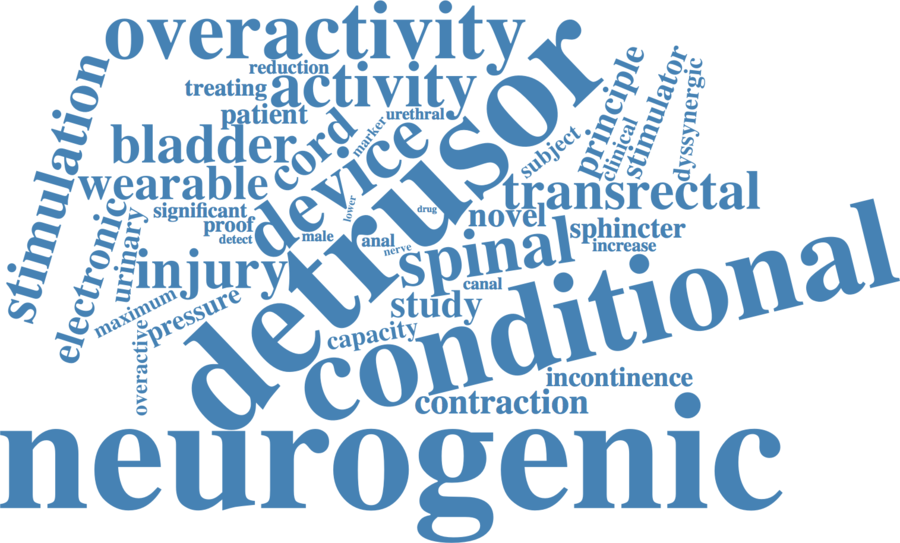 overactivity
reduction
treating
activity
patient
urethral
marker
cord
bladder
device
wearable
stimulation
principle
stimulator
clinical
dyssynergic
subject
detrusor
transrectal
significant
proof
detect
male
lower
drug
anal
nerve
novel
sphincter
increase
electronic
urinary
injury
spinal
canal
maximum
pressure
study
capacity
conditional
overactive
incontinence
contraction
neurogenic